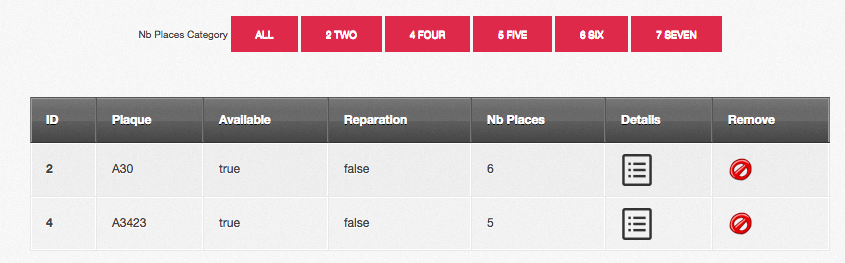 Nb Places Category ALL 2 TWO 4 FOUR 5 FIVE 6 SIX 7 SEVEN
ID Plaque Available Reparation Nb Places Details Remove
2 A30 true false 6
4 A3423 true false 5